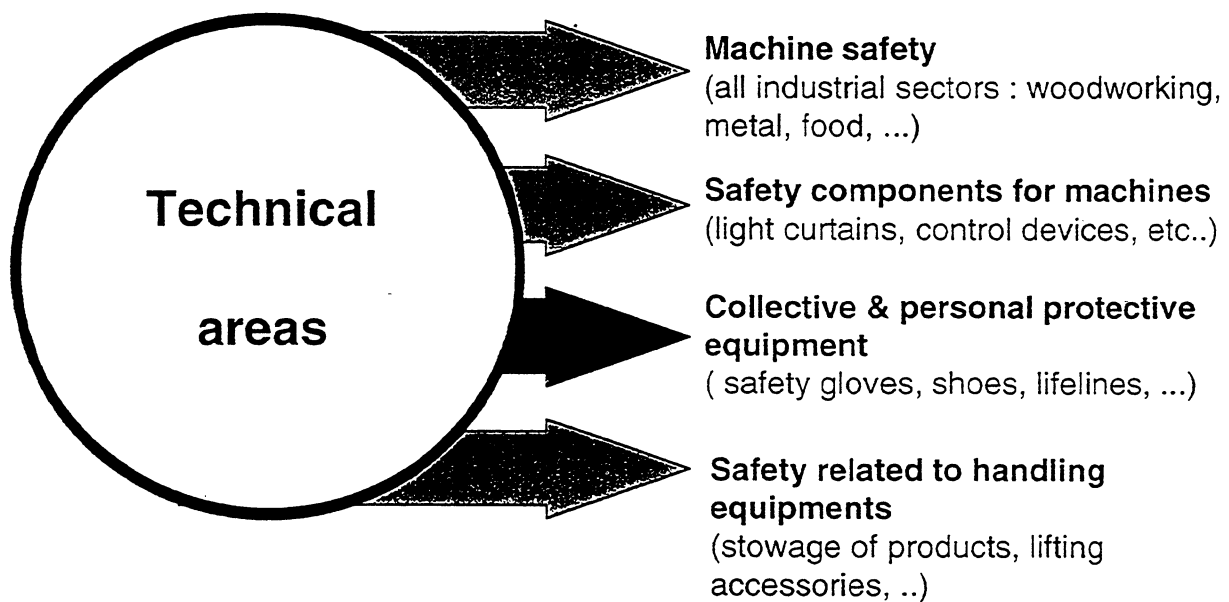 Technical
areas
Machine safety
(all industrial sectors : woodworking,
metal, food, ...)
Safety components for machines
(light curtains, control devices, etc..)
Collective & personal protective
equipment
( safety gloves, shoes, lifelines, ...)
Safety related to handling
equipments
(stowage of products, lifting
accessories, ..)